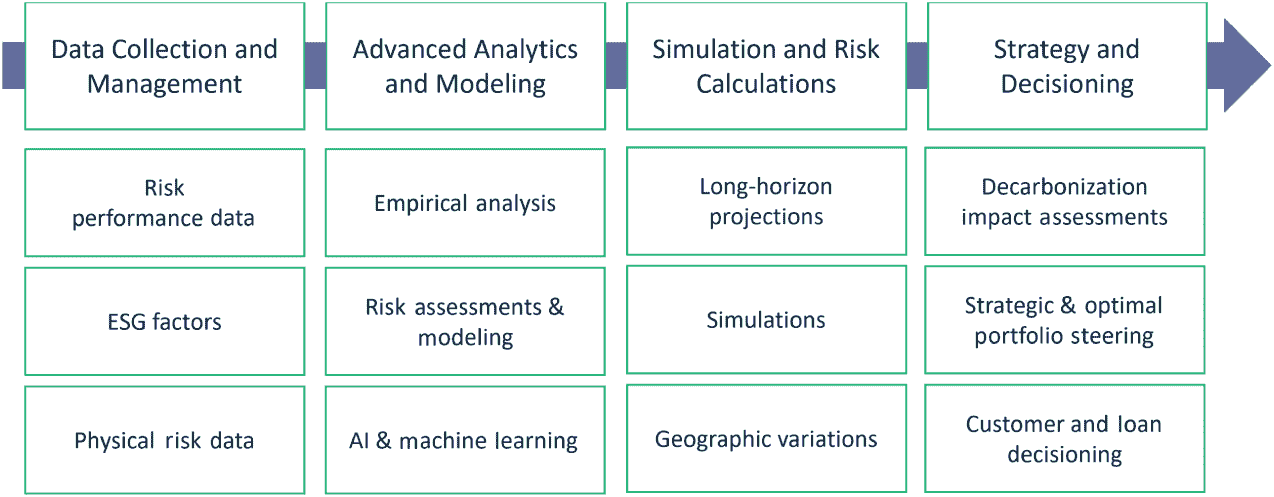 Data Collection and
Management
Advanced Analytics
and Modeling
Simulation and Risk
Calculations
Strategy and
Decisioning
Risk
performance data
Empirical analysis
Long-horizon
projections
Decarbonization
impact assessments
ESG factors
Risk assessments &
modeling
Simulations
Strategic & optimal
portfolio steering
Physical risk data
AI & machine learning
Geographic variations
Customer and loan
decisioning